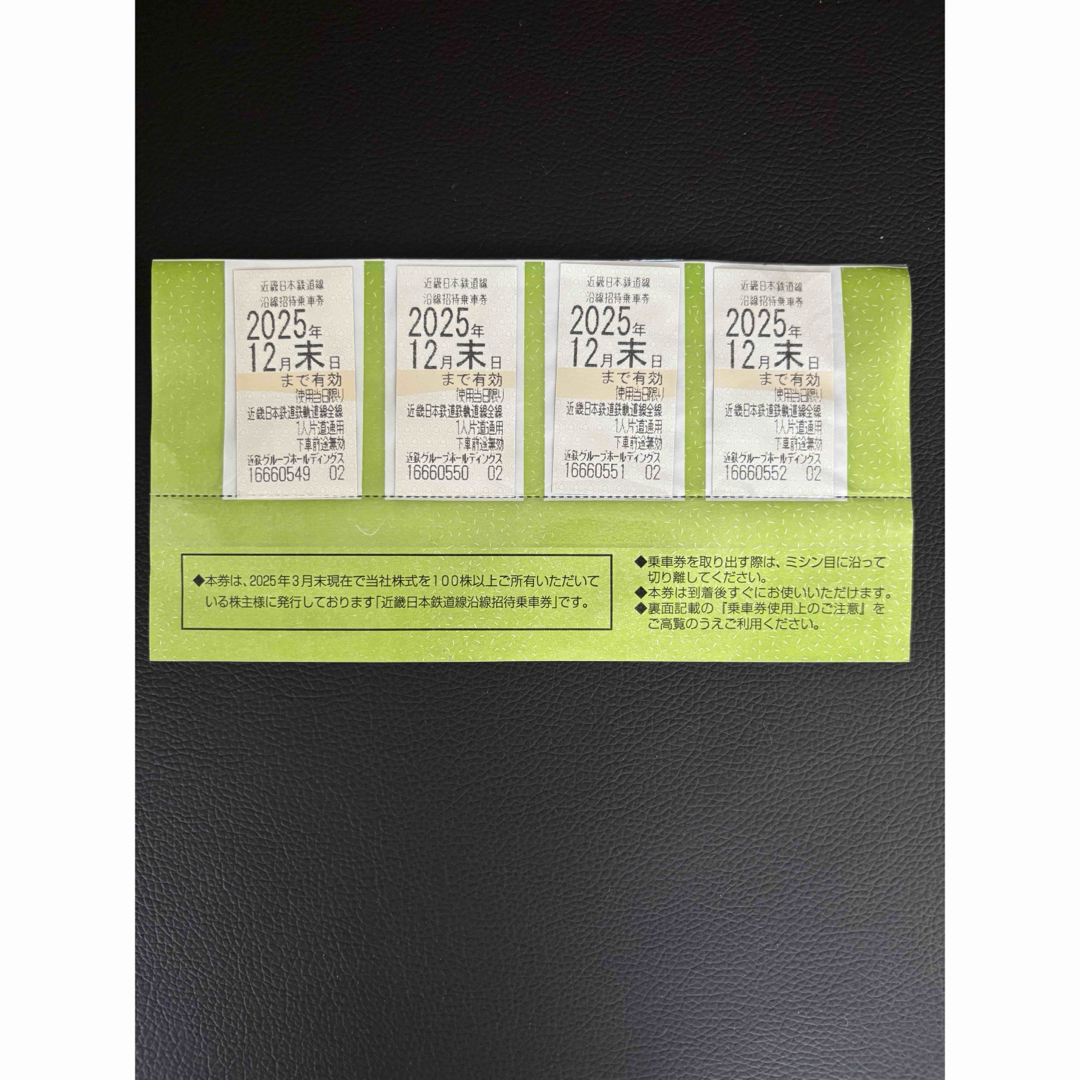 近畿日本鉄道線
沿線招待乗車券
2025年
12月末日
まで有効
使用当日限り
近畿日本鉄道鉄軌道線全線
1人片道通用
下車前途無効
近鉄グループホールディングス
16660549 02
近畿日本鉄道線
沿線招待乗車券
2025年
12月末日
まで有効
使用当日限り
近畿日本鉄道鉄軌道線全線
1人片道通用
下車前途無効
近鉄グループホールディングス
16660550 02
近畿日本鉄道線
沿線招待乗車券
2025年
12月末日
まで有効
使用当日限り
近畿日本鉄道鉄軌道線全線
1人片道通用
下車前途無効
近鉄グループホールディングス
16660551 02
近畿日本鉄道線
沿線招待乗車券
2025年
12月末日
まで有効
使用当日限り
近畿日本鉄道鉄軌道線全線
1人片道通用
下車前途無効
近鉄グループホールディングス
16660552 02
◆本券は、2025年3月末現在で当社株式を100株以上ご所有いただいて
いる株主様に発行しております「近畿日本鉄道線沿線招待乗車券」です。
◆乗車券を取り出す際は、ミシン目に沿って
切り離してください。
◆本券は到着後すぐにお使いいただけます。
◆裏面記載の『乗車券使用上のご注意』を
ご高覧のうえご利用ください。